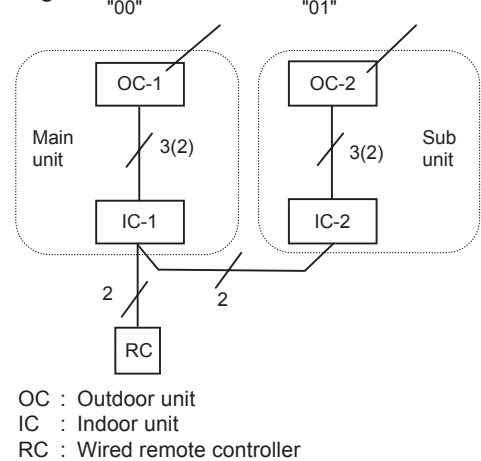 "00" "01"
OC-1 OC-2
Main unit 3(2) 3(2) Sub unit
IC-1 IC-2
2 2
RC
OC : Outdoor unit
IC : Indoor unit
RC : Wired remote controller